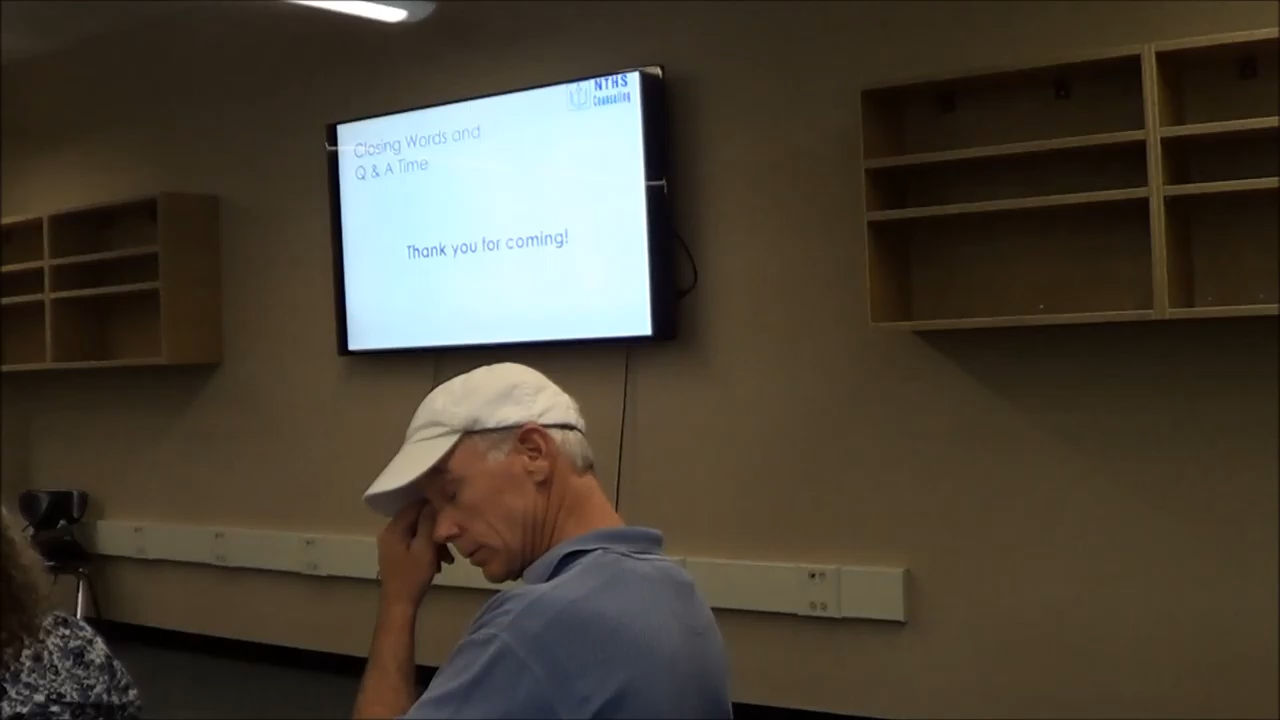 NTHS
Counseling
Closing Words and
Q & A Time
Thank you for coming!